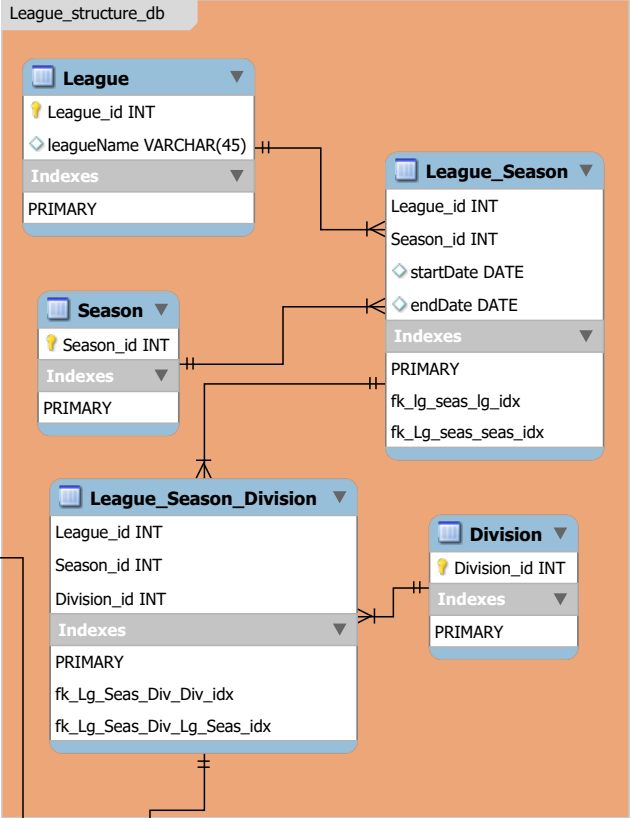 League_structure_db
League
League_id INT
leagueName VARCHAR(45)
Indexes
PRIMARY
League_Season
League_id INT
Season_id INT
startDate DATE
endDate DATE
Indexes
PRIMARY
fk_lg_seas_lg_idx
fk_Lg_seas_seas_idx
Season
Season_id INT
Indexes
PRIMARY
League_Season_Division
League_id INT
Season_id INT
Division_id INT
Indexes
PRIMARY
fk_Lg_Seas_Div_Div_idx
fk_Lg_Seas_Div_Lg_Seas_idx
Division
Division_id INT
Indexes
PRIMARY